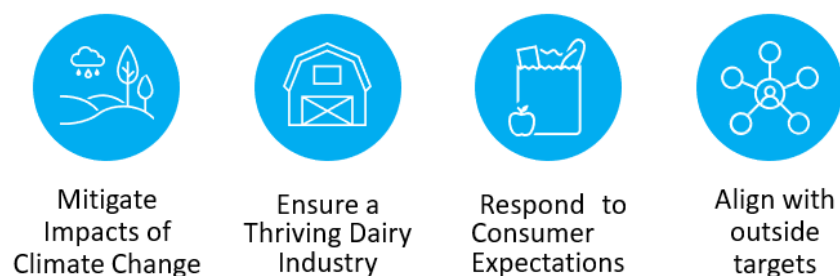 Mitigate
Impacts of
Climate Change
Ensure a
Thriving Dairy
Industry
Respond to
Consumer
Expectations
Align with
outside
targets